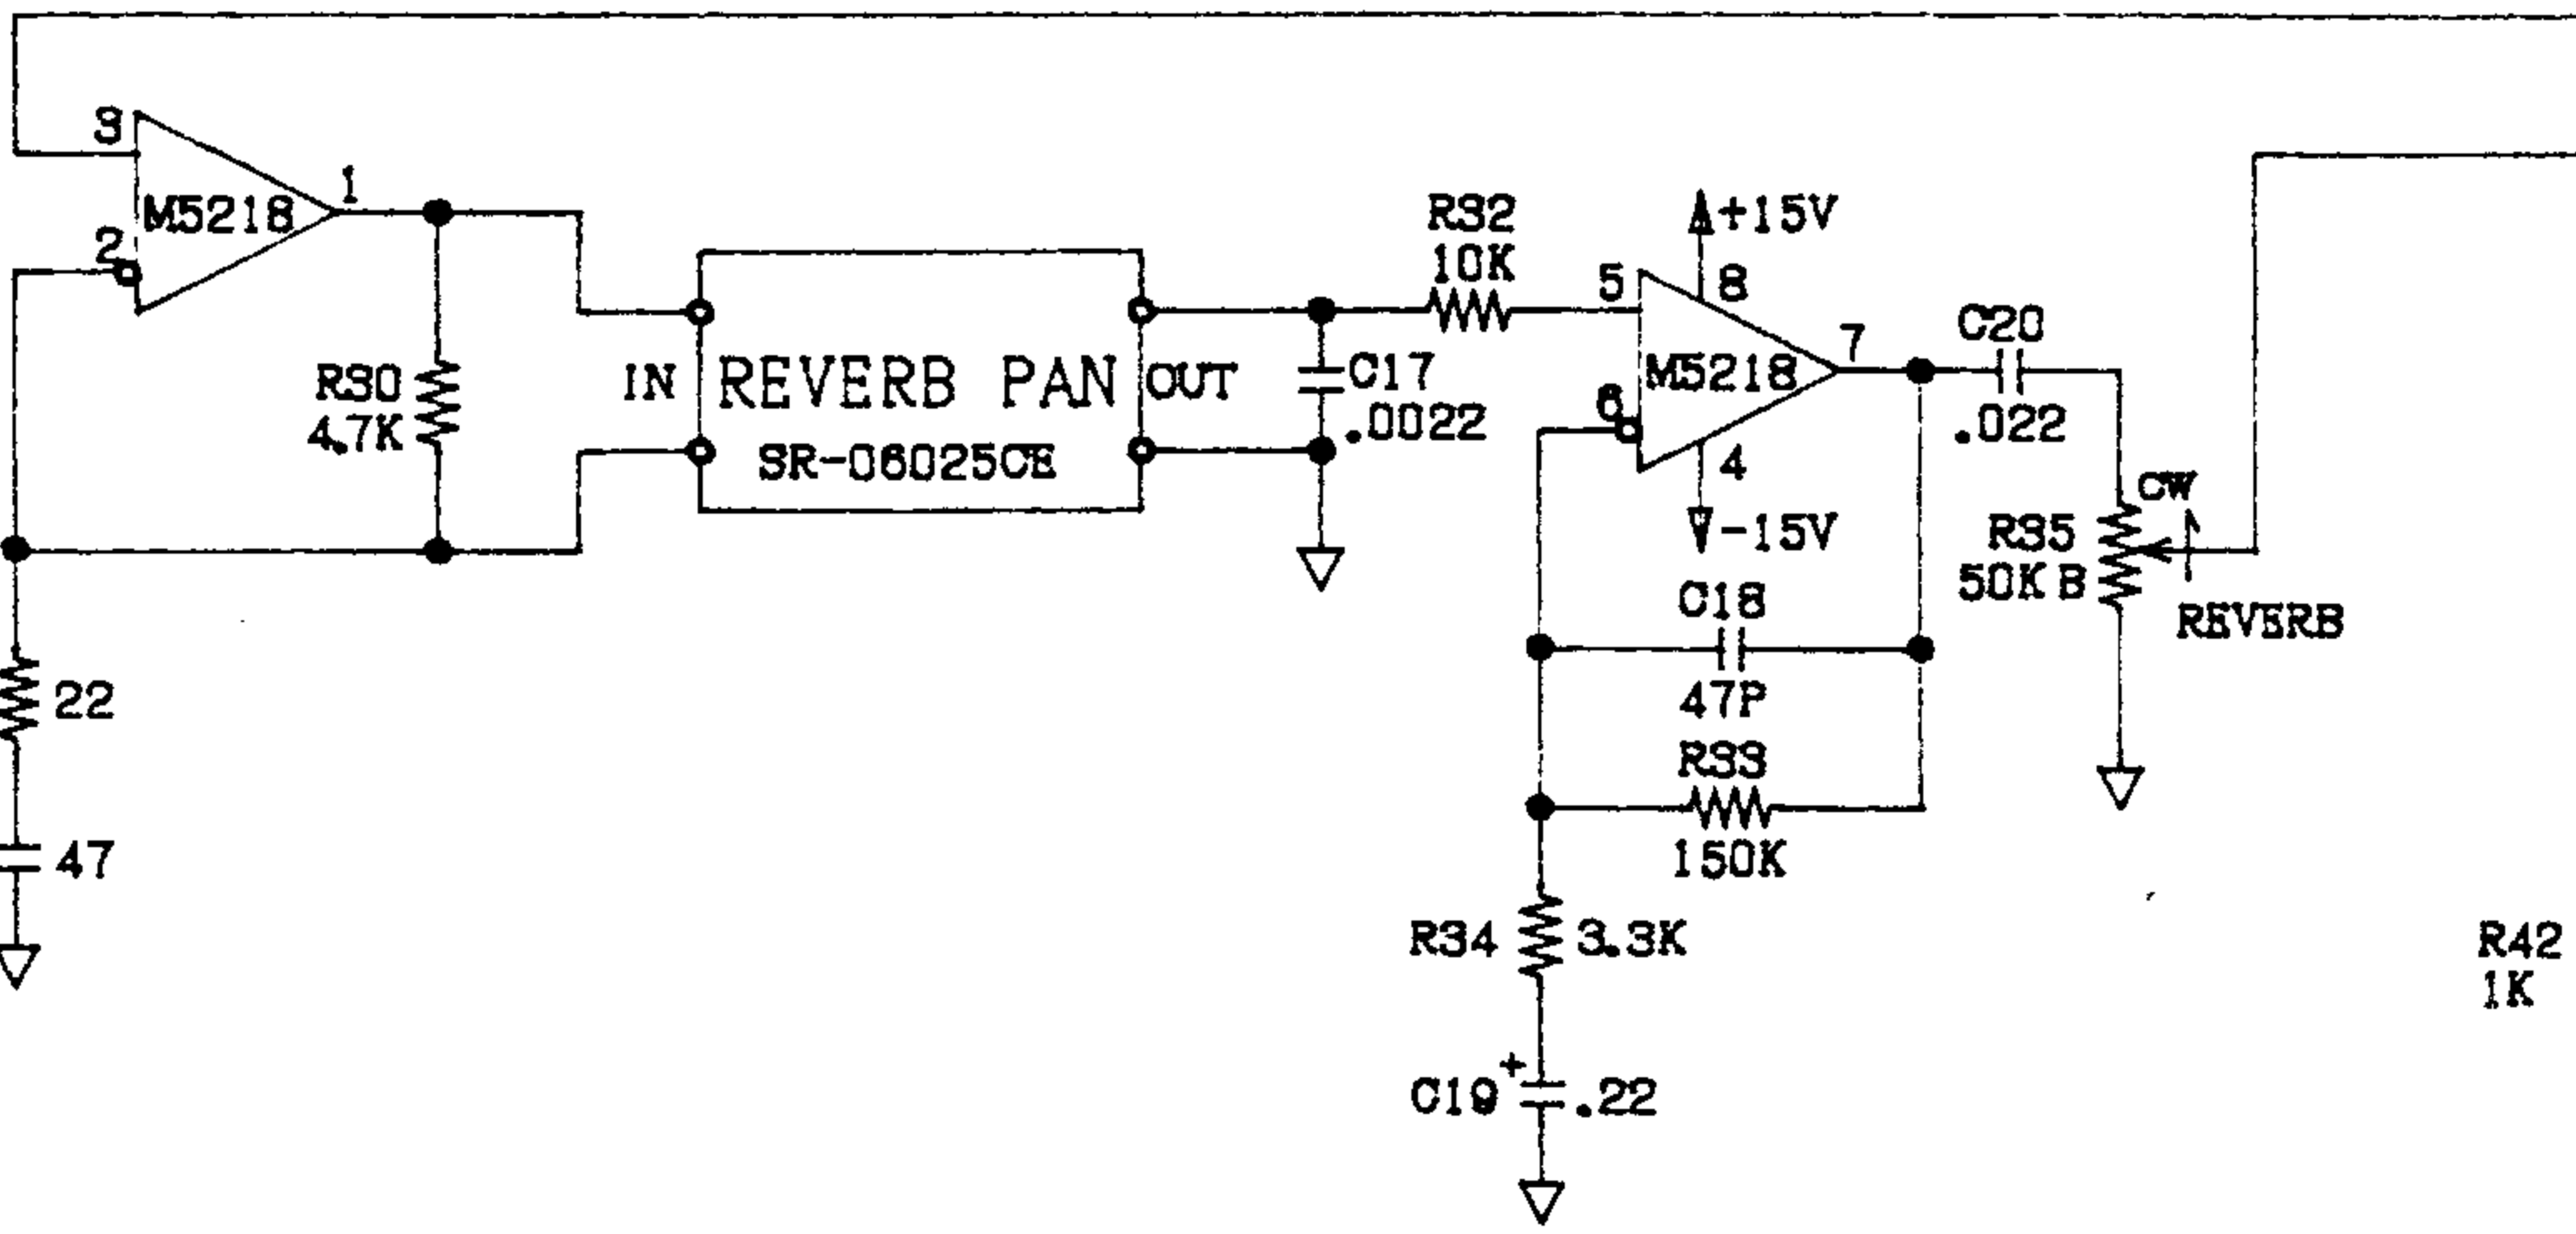 3
M5218
1
2
R30
4.7K
22
47
IN
REVERB PAN
SR-06025CE
OUT
C17
.0022
R32
10K
+15V
5
8
M5218
7
6
4
-15V
C18
47P
R33
150K
R34
3.3K
C19
+
.22
C20
.022
CW
R35
50K B
REVERB
R42
1K